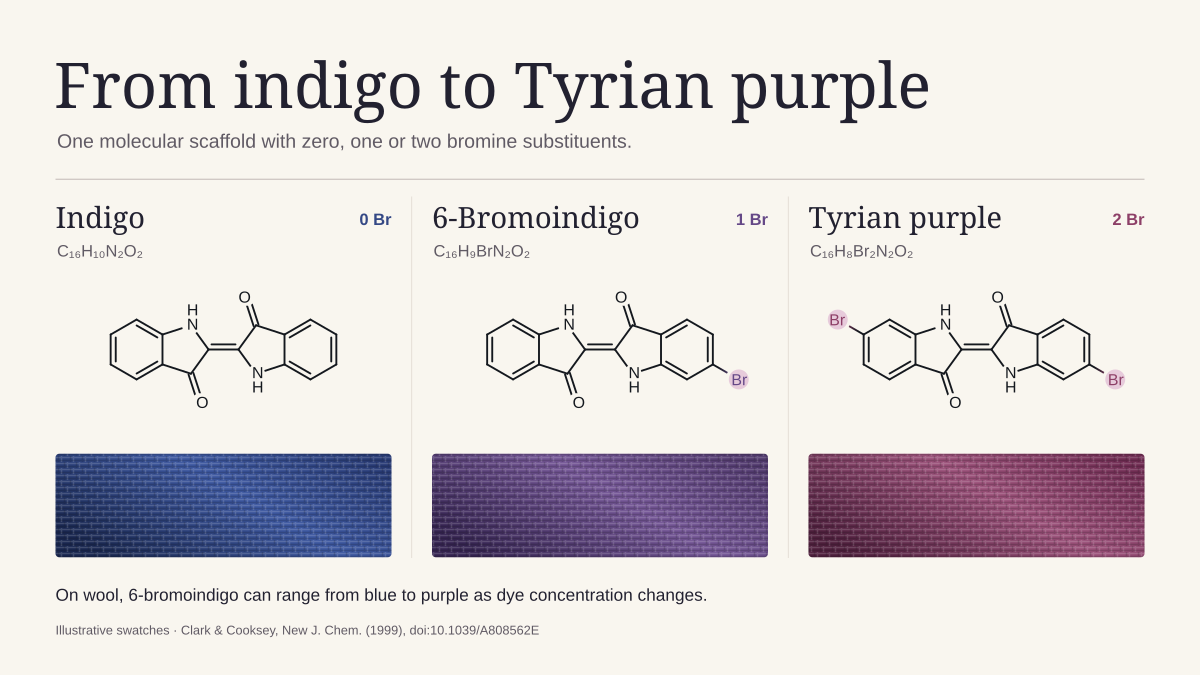 From indigo to Tyrian purple
One molecular scaffold with zero, one or two bromine substituents.
Indigo
0 Br
C₁₆H₁₀N₂O₂
H
N
O
O
N
H
6-Bromoindigo
1 Br
C₁₆H₉BrN₂O₂
H
N
O
O
N
H
Br
Tyrian purple
2 Br
C₁₆H₈Br₂N₂O₂
Br
H
N
O
O
N
H
Br
On wool, 6-bromoindigo can range from blue to purple as dye concentration changes.
Illustrative swatches · Clark & Cooksey, New J. Chem. (1999), doi:10.1039/A808562E